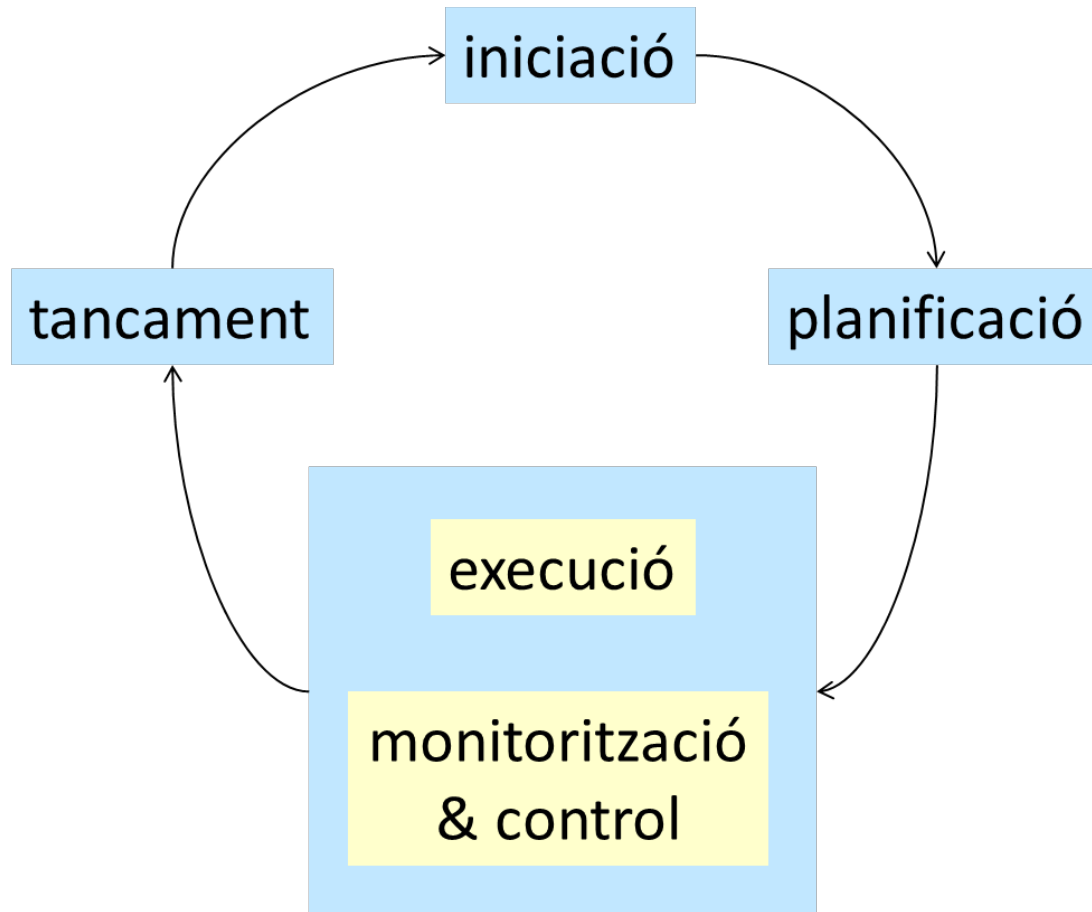 iniciació
tancament
planificació
execució
monitorització
& control